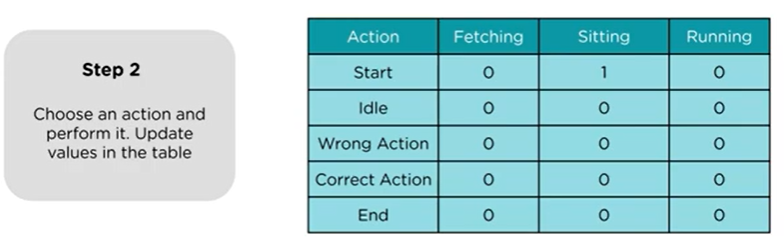 Step 2
Choose an action and
perform it. Update
values in the table
Action Fetching Sitting Running
Start 0 1 0
Idle 0 0 0
Wrong Action 0 0 0
Correct Action 0 0 0
End 0 0 0